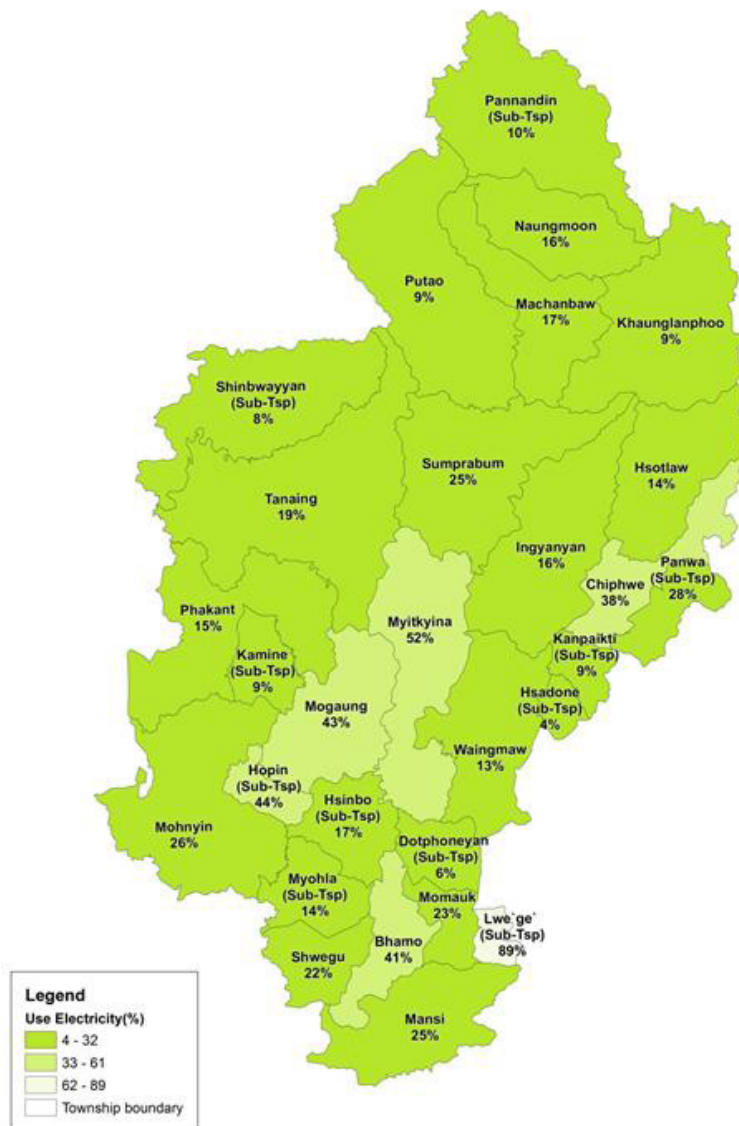 Pannandin
(Sub-Tsp)
10%
Naungmoon
16%
Putao
9%
Machanbaw
17%
Khaunglanphoo
9%
Shinbwayyan
(Sub-Tsp)
8%
Sumprabum
25%
Hsotlaw
14%
Tanaing
19%
Ingyanyan
16%
Panwa
(Sub-Tsp)
28%
Chiphwe
38%
Phakant
15%
Myitkyina
52%
Kamine
(Sub-Tsp)
9%
Kanpaikti
(Sub-Tsp)
9%
Hsadone
(Sub-Tsp)
4%
Mogaung
43%
Waingmaw
13%
Hopin
(Sub-Tsp)
44%
Hsinbo
(Sub-Tsp)
17%
Mohnyin
26%
Dotphoneyan
(Sub-Tsp)
6%
Myohla
(Sub-Tsp)
14%
Momauk
23%
Lwe`ge`
(Sub-Tsp)
89%
Bhamo
41%
Shwegu
22%
Mansi
25%
Legend
Use Electricity(%)
4 - 32
33 - 61
62 - 89
Township boundary